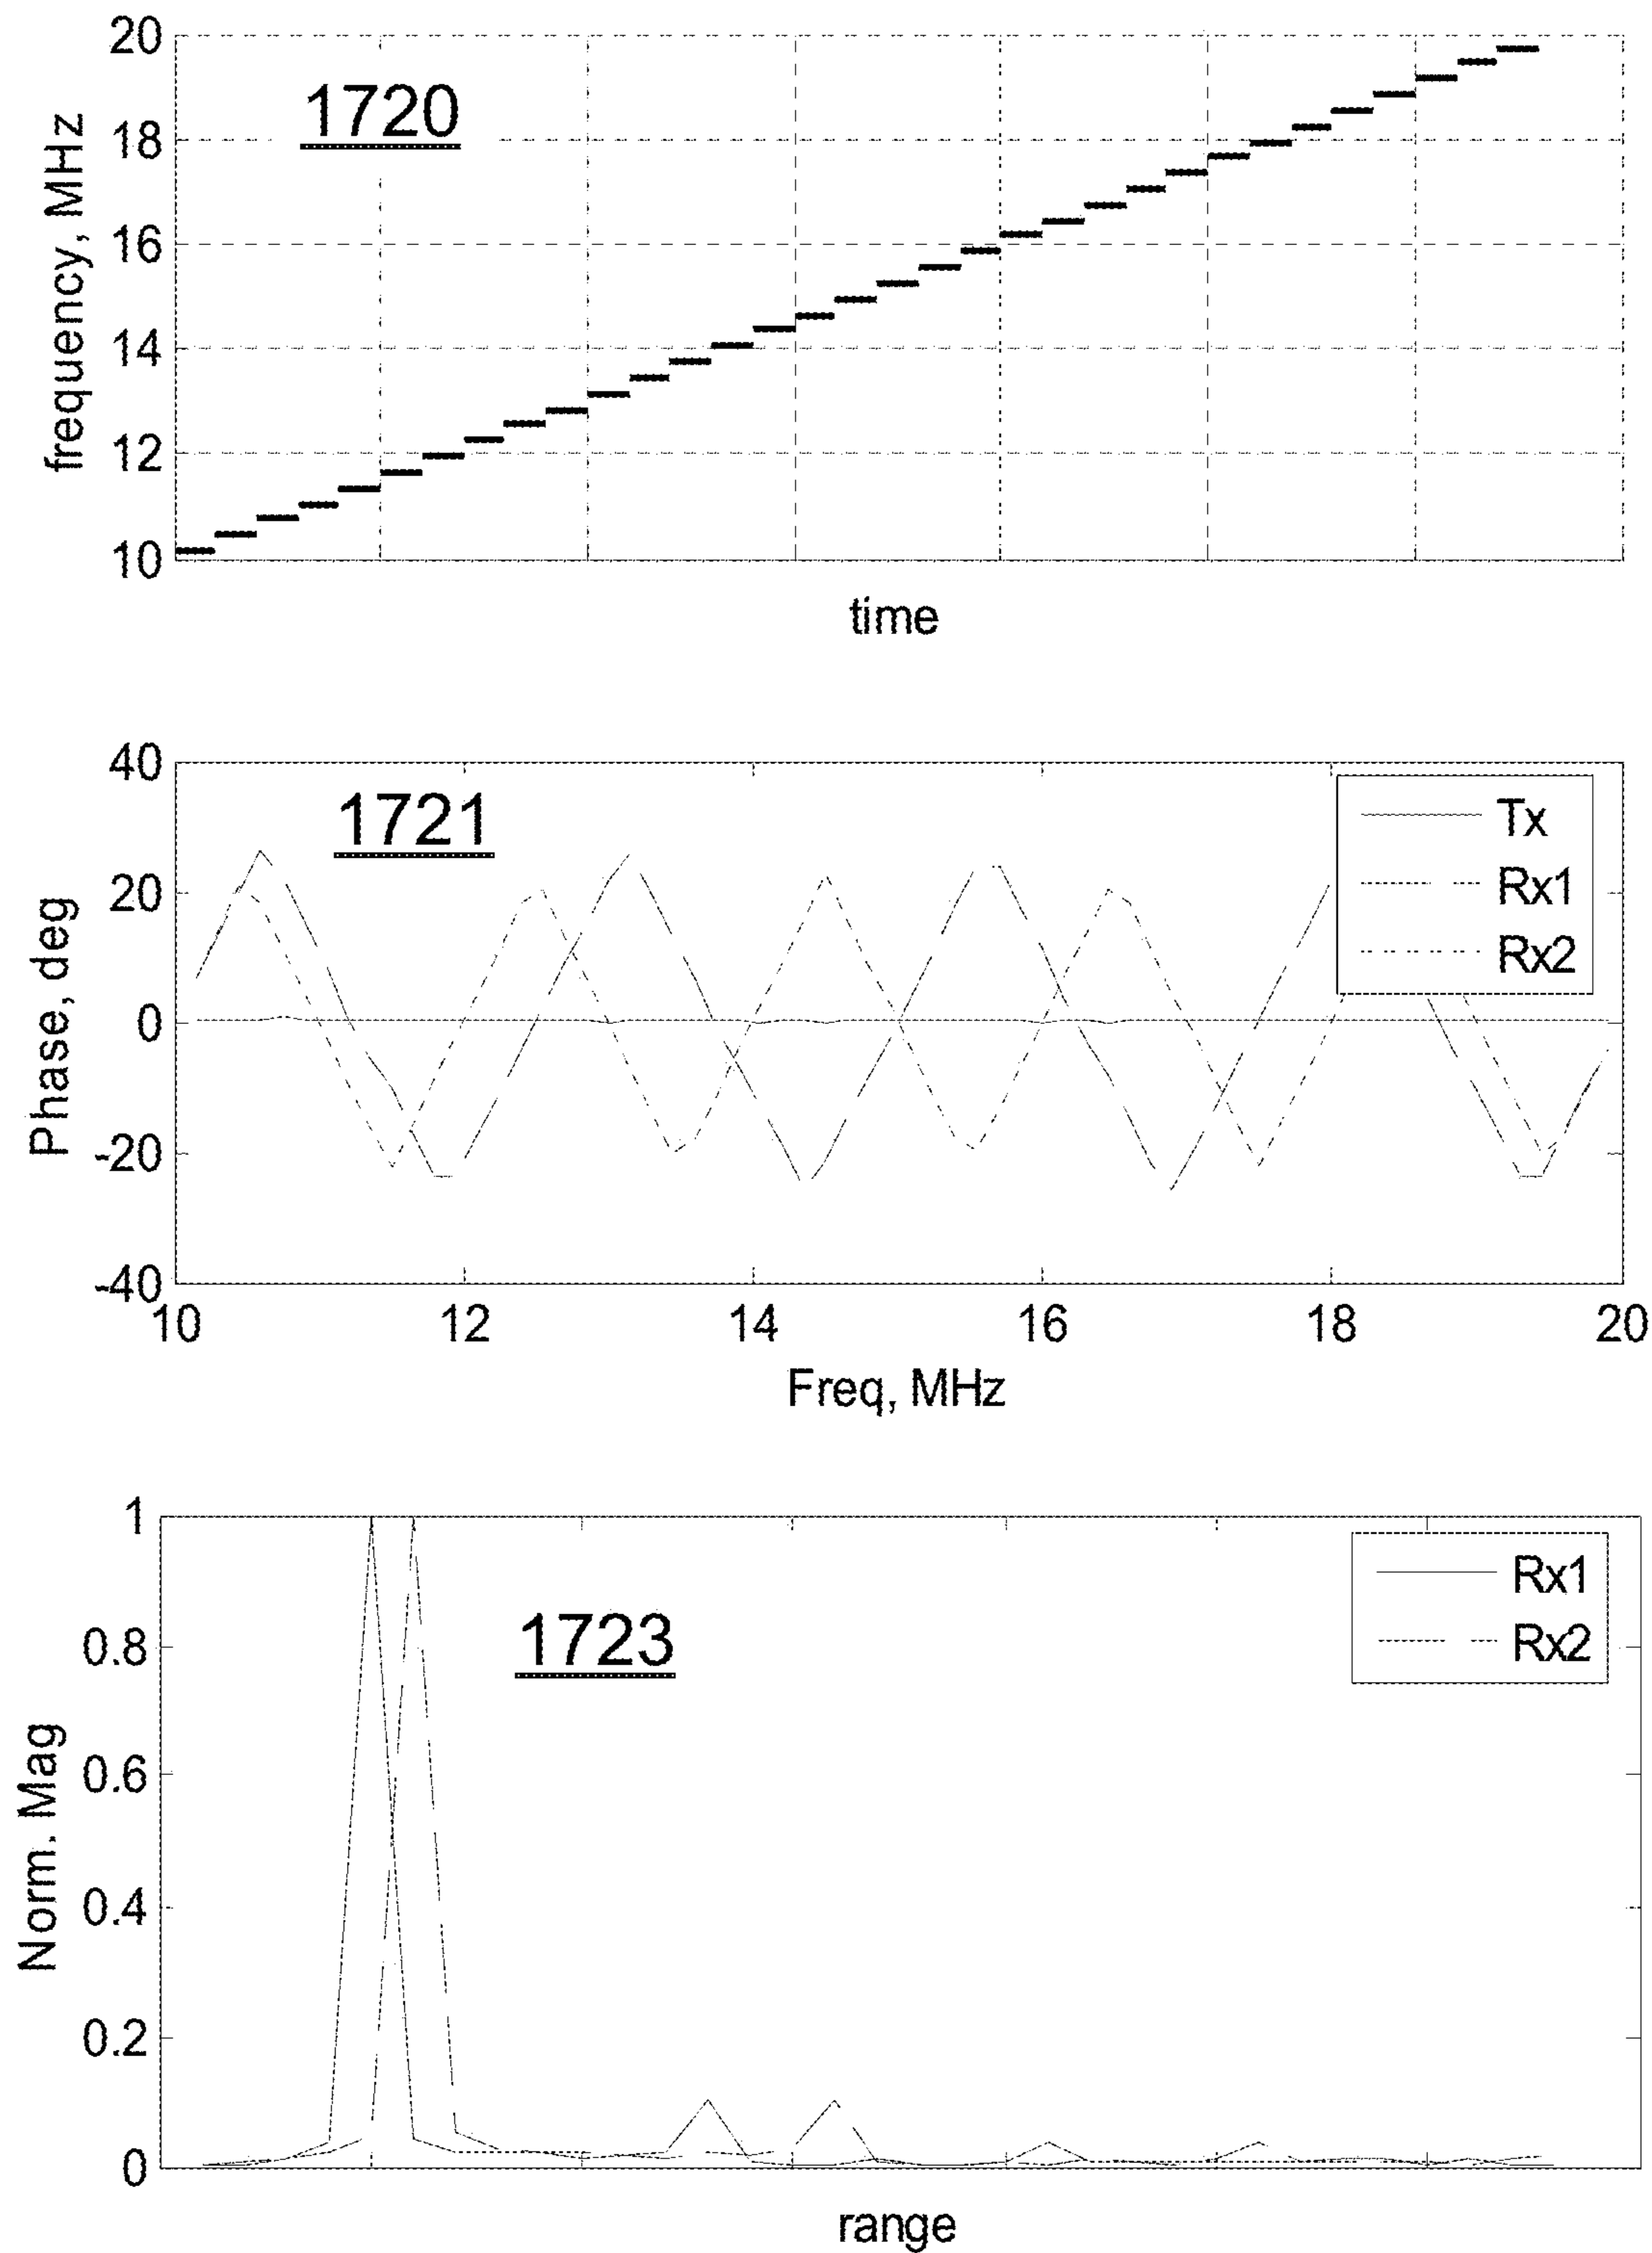 20
1720
18
16
14
12
10
frequency, MHz
time
40
1721
Tx
20
Rx1
Rx2
0
-20
-40
Phase, deg
10 12 14 16 18 20
Freq, MHz
1
Rx1
1723
Rx2
0.8
0.6
0.4
0.2
0
Norm. Mag
range